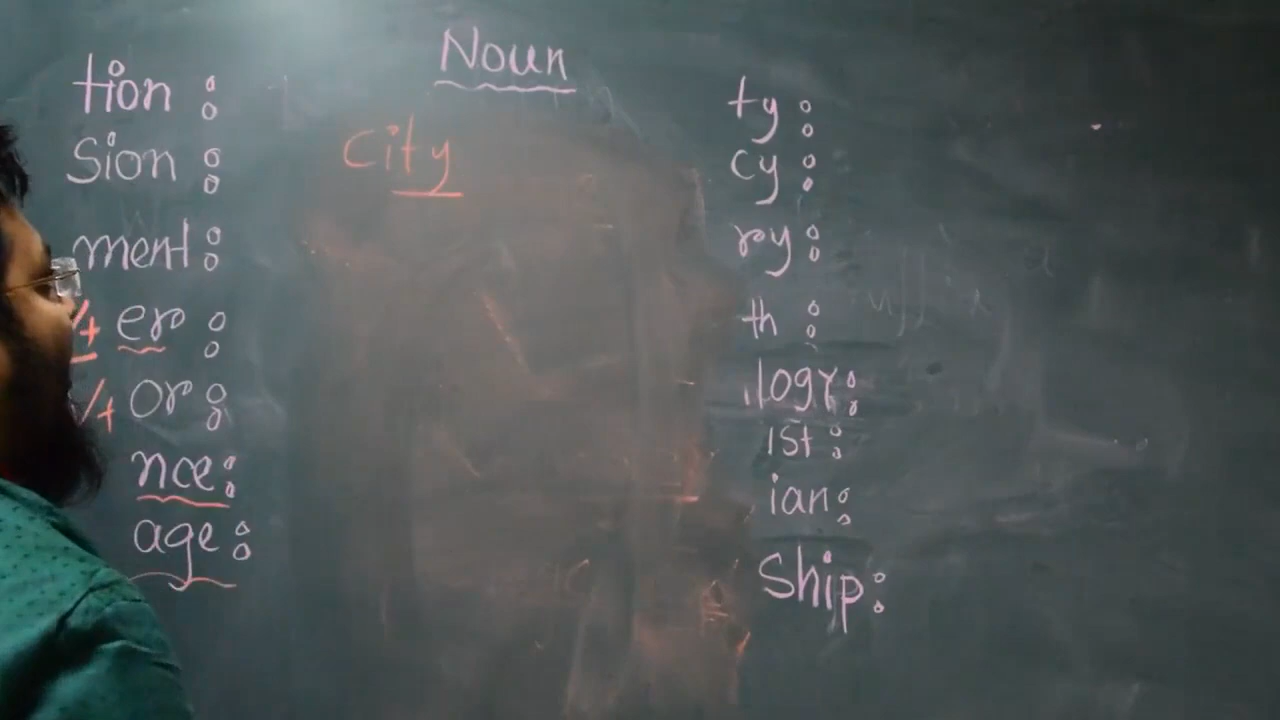 Noun
tion :
Sion :
ment :
er :
or :
nce :
age :
City
ty :
cy :
ry :
th :
logy :
ist :
ian :
Ship :